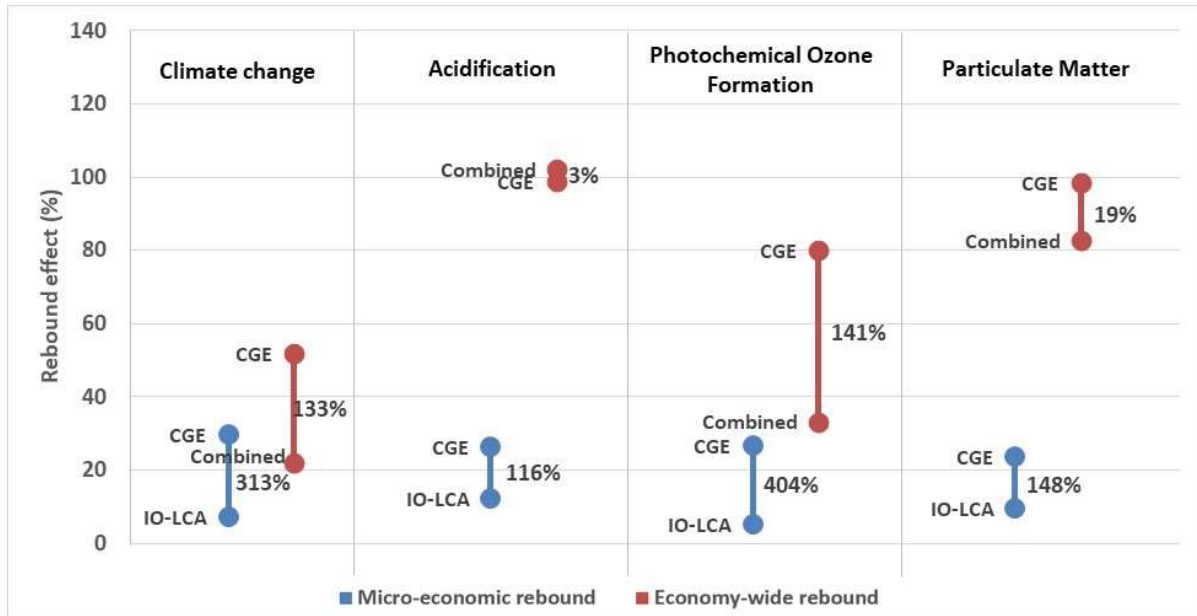 140
120
100
80
60
40
20
0
Rebound effect (%)
Climate change
CGE
313%
IO-LCA
CGE
133%
Combined
Acidification
Combined
3%
CGE
CGE
116%
IO-LCA
Photochemical Ozone
Formation
CGE
141%
Combined
CGE
404%
IO-LCA
Particulate Matter
CGE
19%
Combined
CGE
148%
IO-LCA
Micro-economic rebound
Economy-wide rebound